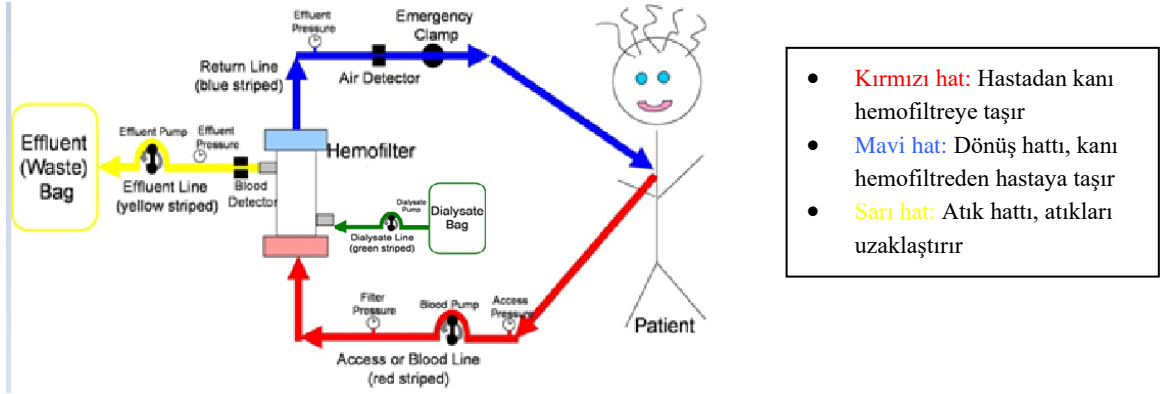 Effluent
Pressure
Emergency
Clamp
Return Line
(blue striped)
Air Detector
Effluent Pump
Effluent
Pressure
Effluent
(Waste)
Bag
Effluent Line
(yellow striped)
Blood
Detector
Hemofilter
Dialysate
Pump
Dialysate
Bag
Dialysate Line
(green striped)
Filter
Pressure
Blood Pump
Access
Pressure
Access or Blood Line
(red striped)
Patient
• Kırmızı hat: Hastadan kanı
hemofiltreye taşır
• Mavi hat: Dönüş hattı, kanı
hemofiltreden hastaya taşır
• Sarı hat: Atık hattı, atıkları
uzaklaştırır